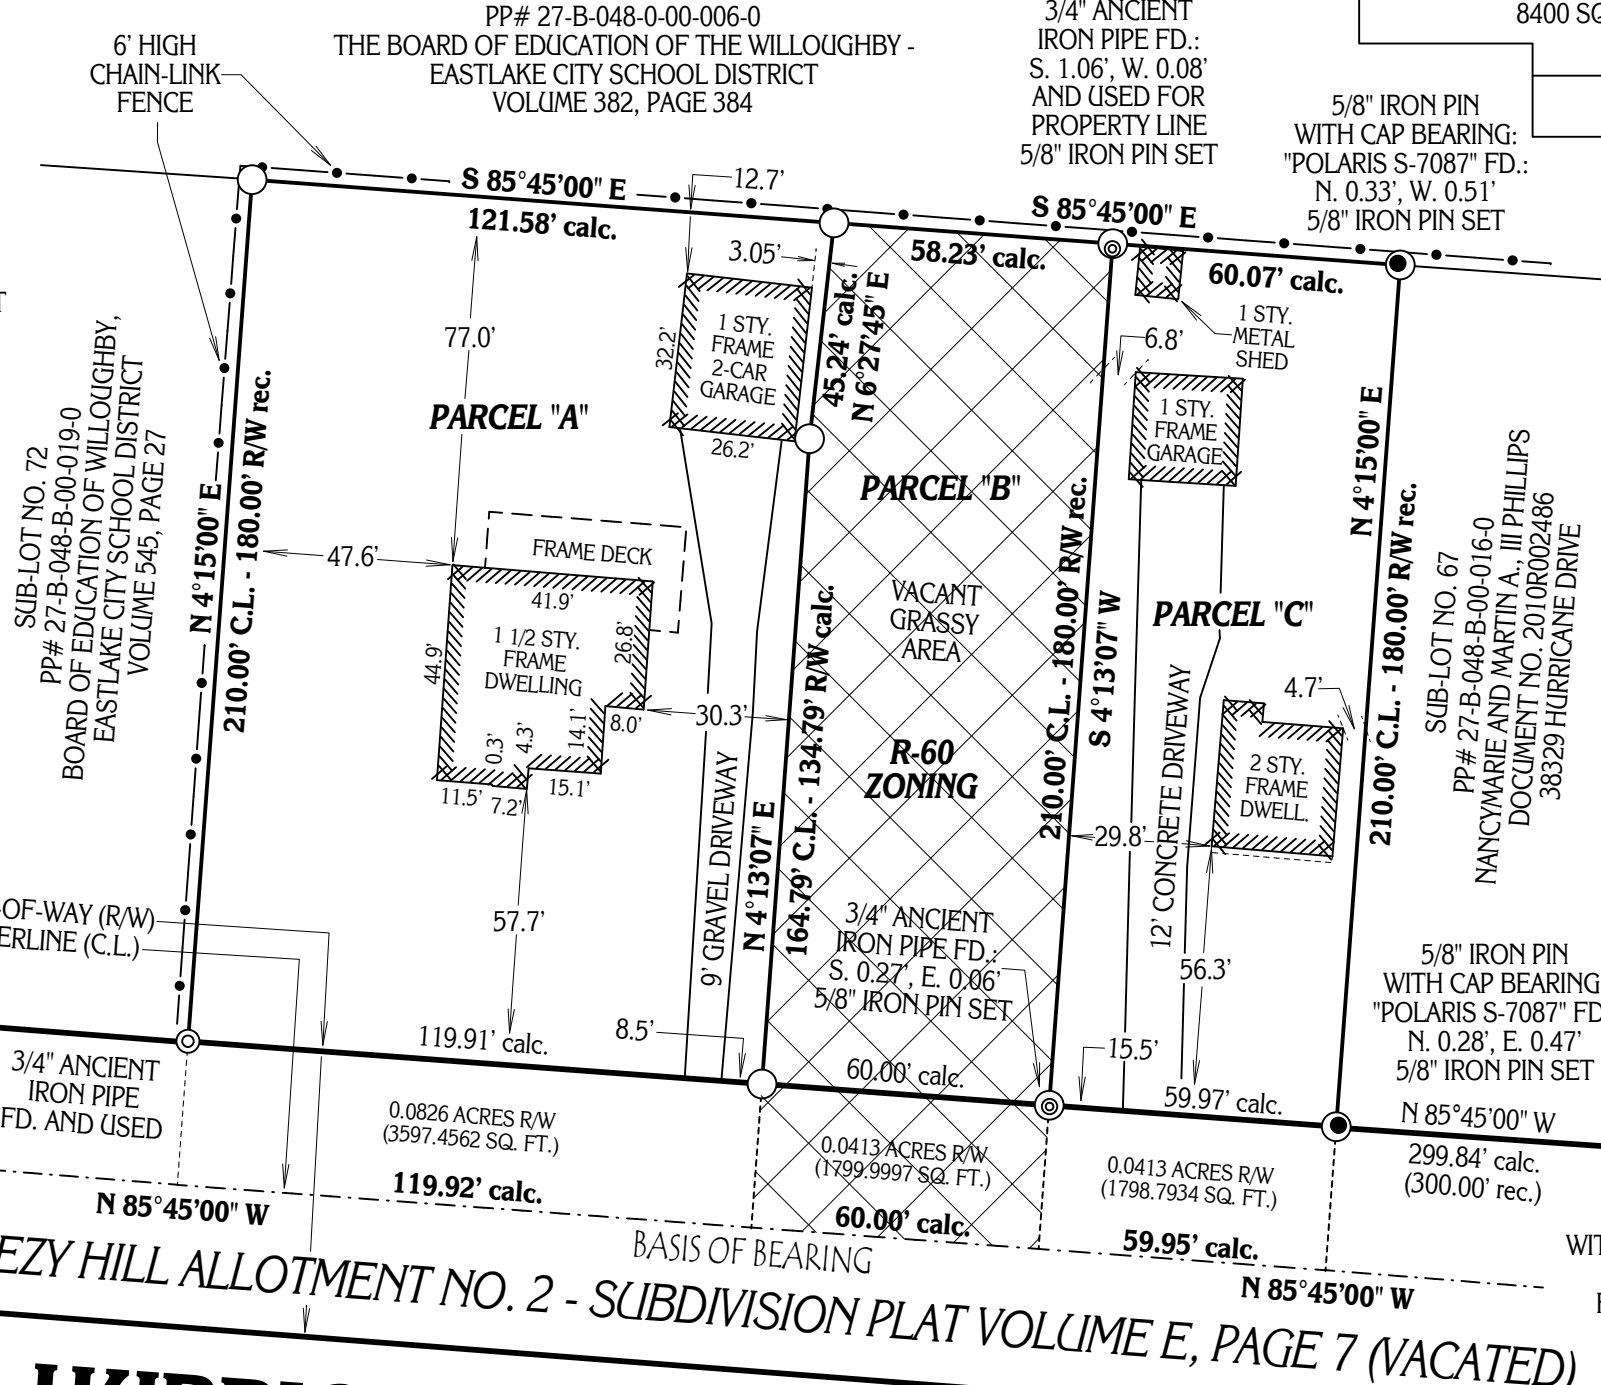 PP# 27-B-048-0-00-006-0
THE BOARD OF EDUCATION OF THE WILLOUGHBY -
EASTLAKE CITY SCHOOL DISTRICT
VOLUME 382, PAGE 384
6' HIGH
CHAIN-LINK
FENCE
3/4" ANCIENT
IRON PIPE FD.:
S. 1.06', W. 0.08'
AND USED FOR
PROPERTY LINE
5/8" IRON PIN SET
8400 SQ
5/8" IRON PIN
WITH CAP BEARING:
"POLARIS S-7087" FD.:
N. 0.33', W. 0.51'
5/8" IRON PIN SET
S 85°45'00" E
121.58' calc.
12.7'
3.05'
S 85°45'00" E
58.23' calc.
60.07' calc.
1 STY.
METAL
SHED
77.0'
32.2'
1 STY.
FRAME
2-CAR
GARAGE
26.2'
45.24' calc.
N 6°27'45" E
6.8'
1 STY.
FRAME
GARAGE
PARCEL "A"
PARCEL "B"
PARCEL "C"
SUB-LOT NO. 72
PP# 27-B-048-B-00-019-0
BOARD OF EDUCATION OF WILLOUGHBY,
EASTLAKE CITY SCHOOL DISTRICT
VOLUME 545, PAGE 27
N 4°15'00" E
210.00' C.L. - 180.00' R/W rec.
47.6'
FRAME DECK
41.9'
44.9'
1 1/2 STY.
FRAME
DWELLING
26.8'
8.0'
14.1'
4.3'
0.3'
11.5'
7.2'
15.1'
30.3'
57.7'
9' GRAVEL DRIVEWAY
8.5'
N 4°13'07" E
164.79' C.L. - 134.79' R/W calc.
VACANT
GRASSY
AREA
R-60
ZONING
3/4" ANCIENT
IRON PIPE FD.:
S. 0.27', E. 0.06'
5/8" IRON PIN SET
210.00' C.L. - 180.00' R/W rec.
S 4°13'07" W
12' CONCRETE DRIVEWAY
29.8'
4.7'
2 STY.
FRAME
DWELL.
56.3'
15.5'
N 4°15'00" E
210.00' C.L. - 180.00' R/W rec.
SUB-LOT NO. 67
PP# 27-B-048-B-00-016-0
NANCYMARIE AND MARTIN A., III PHILLIPS
DOCUMENT NO. 2010R002486
38329 HURRICANE DRIVE
-OF-WAY (R/W)
ERLINE (C.L.)
3/4" ANCIENT
IRON PIPE
FD. AND USED
119.91' calc.
60.00' calc.
59.97' calc.
5/8" IRON PIN
WITH CAP BEARING
"POLARIS S-7087" FD
N. 0.28', E. 0.47'
5/8" IRON PIN SET
N 85°45'00" W
299.84' calc.
(300.00' rec.)
0.0826 ACRES R/W
(3597.4562 SQ. FT.)
0.0413 ACRES R/W
(1799.9997 SQ. FT.)
0.0413 ACRES R/W
(1798.7934 SQ. FT.)
N 85°45'00" W
119.92' calc.
60.00' calc.
59.95' calc.
BASIS OF BEARING
N 85°45'00" W
WIT
EZY HILL ALLOTMENT NO. 2 - SUBDIVISION PLAT VOLUME E, PAGE 7 (VACATED)